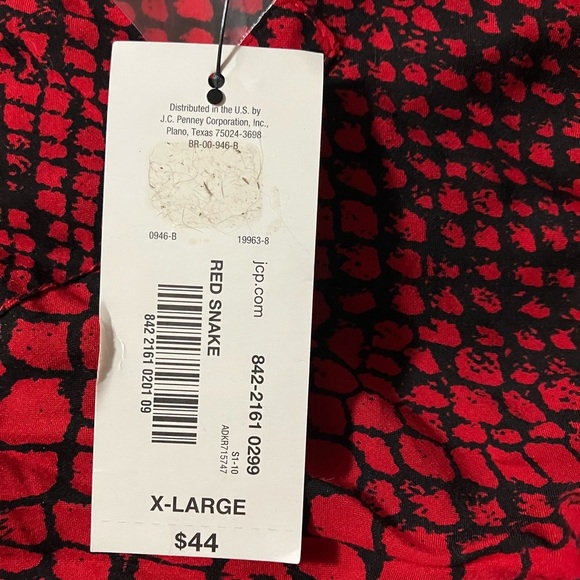 Distributed in the U.S. by
J.C. Penney Corporation, Inc.,
Plano, Texas 75024-3698
BR-00-946-B
0946-B 19963-8
jcp.com
842-2161 0299
RED SNAKE
S1-10
ADKR715747
842 2161 0201 09
X-LARGE
$44